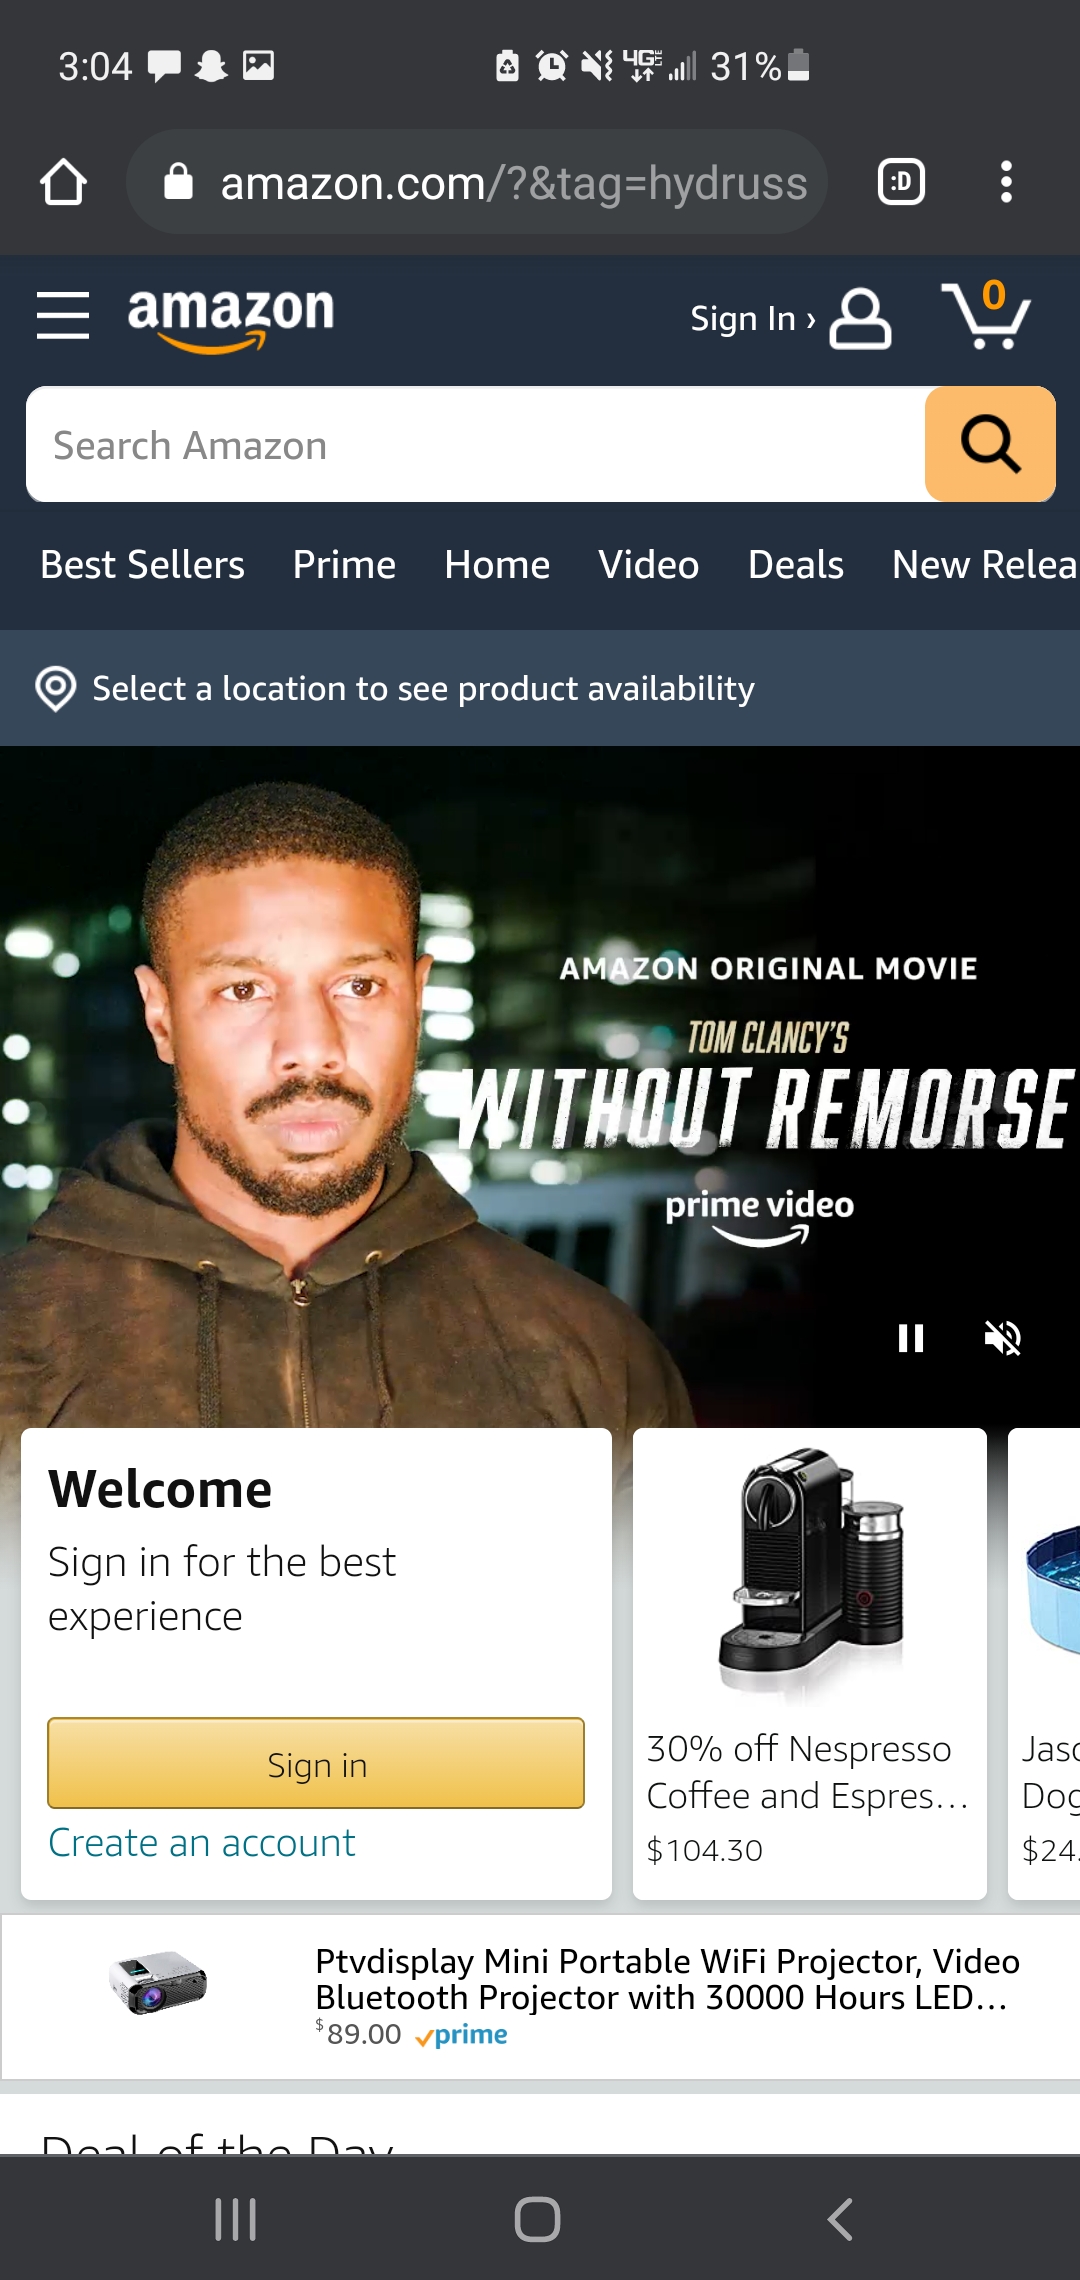 3:04
4G LTE
31%
amazon.com/?&tag=hydruss
:D
amazon
Sign In ›
0
Search Amazon
Best Sellers Prime Home Video Deals New Relea
Select a location to see product availability
AMAZON ORIGINAL MOVIE
TOM CLANCY'S
WITHOUT REMORSE
prime video
Welcome
Sign in for the best
experience
Sign in
Create an account
30% off Nespresso
Coffee and Espres...
$104.30
Jaso
Dog
$24.
Ptvdisplay Mini Portable WiFi Projector, Video
Bluetooth Projector with 30000 Hours LED...
$89.00 prime
Deal of the Day